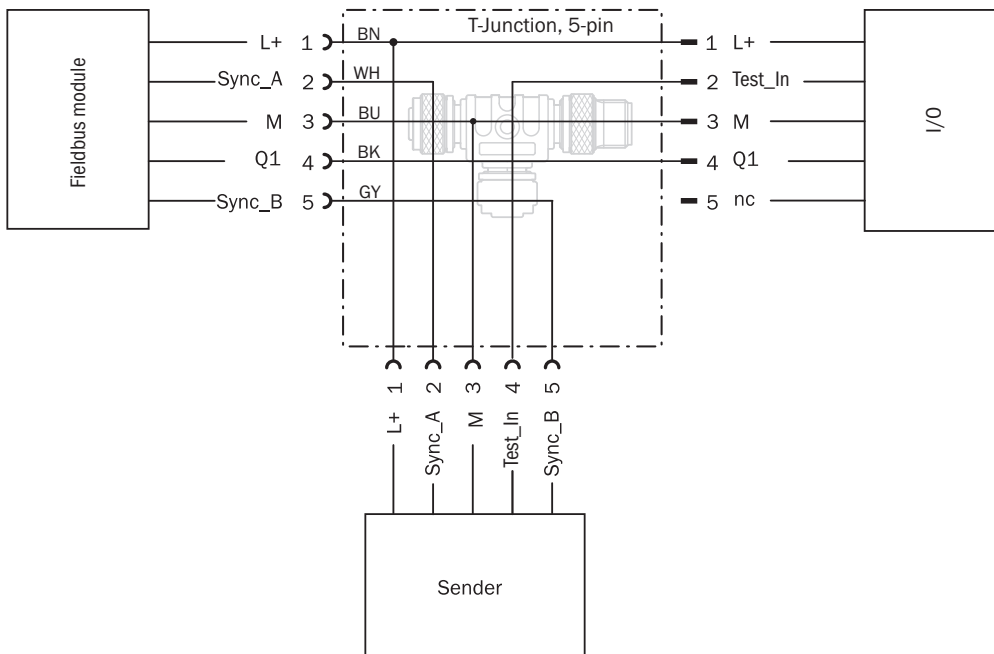 T-Junction, 5-pin
L+ 1 BN 1 L+
Sync_A 2 WH 2 Test_In
M 3 BU 3 M
Q1 4 BK 4 Q1
Sync_B 5 GY 5 nc
Fieldbus module
I/O
1 2 3 4 5
L+ Sync_A M Test_In Sync_B
Sender